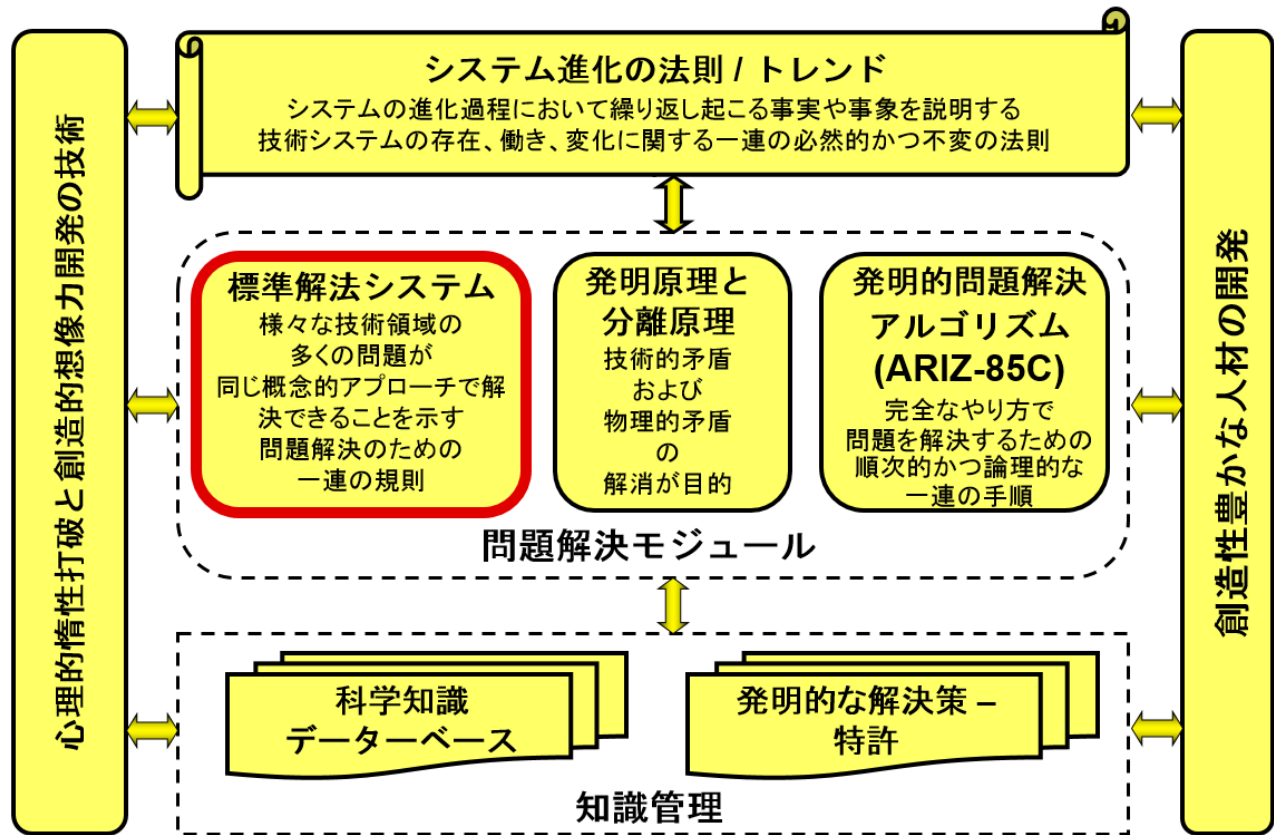 心理的惰性打破と創造的想像力開発の技術
システム進化の法則 / トレンド
システムの進化過程において繰り返し起こる事実や事象を説明する
技術システムの存在、働き、変化に関する一連の必然的かつ不変の法則
標準解法システム
様々な技術領域の
多くの問題が
同じ概念的アプローチで解
決できることを示す
問題解決のための
一連の規則
発明原理と
分離原理
技術的矛盾
および
物理的矛盾
の
解消が目的
発明的問題解決
アルゴリズム
(ARIZ-85C)
完全なやり方で
問題を解決するための
順次的かつ論理的な
一連の手順
問題解決モジュール
科学知識
データーベース
発明的な解決策 –
特許
知識管理
創造性豊かな人材の開発